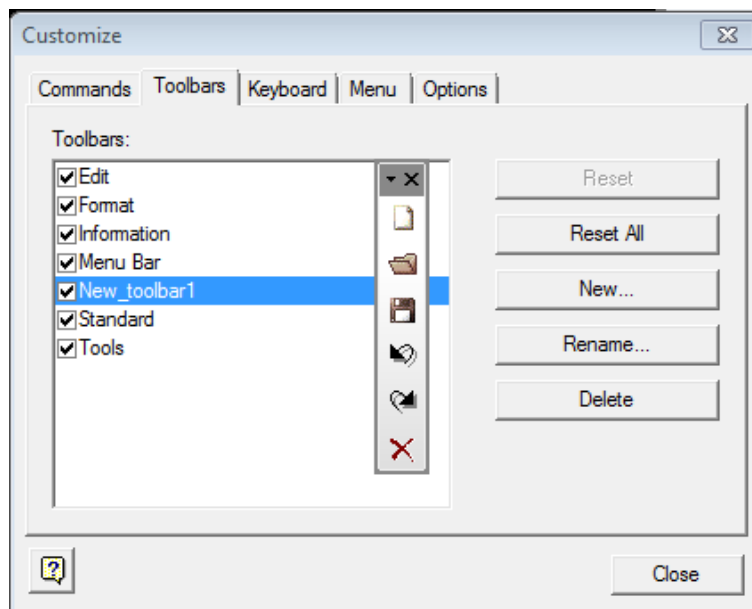 Customize
Commands Toolbars Keyboard Menu Options
Toolbars:
Edit
Format
Information
Menu Bar
New_toolbar1
Standard
Tools
Reset
Reset All
New...
Rename...
Delete
?
Close